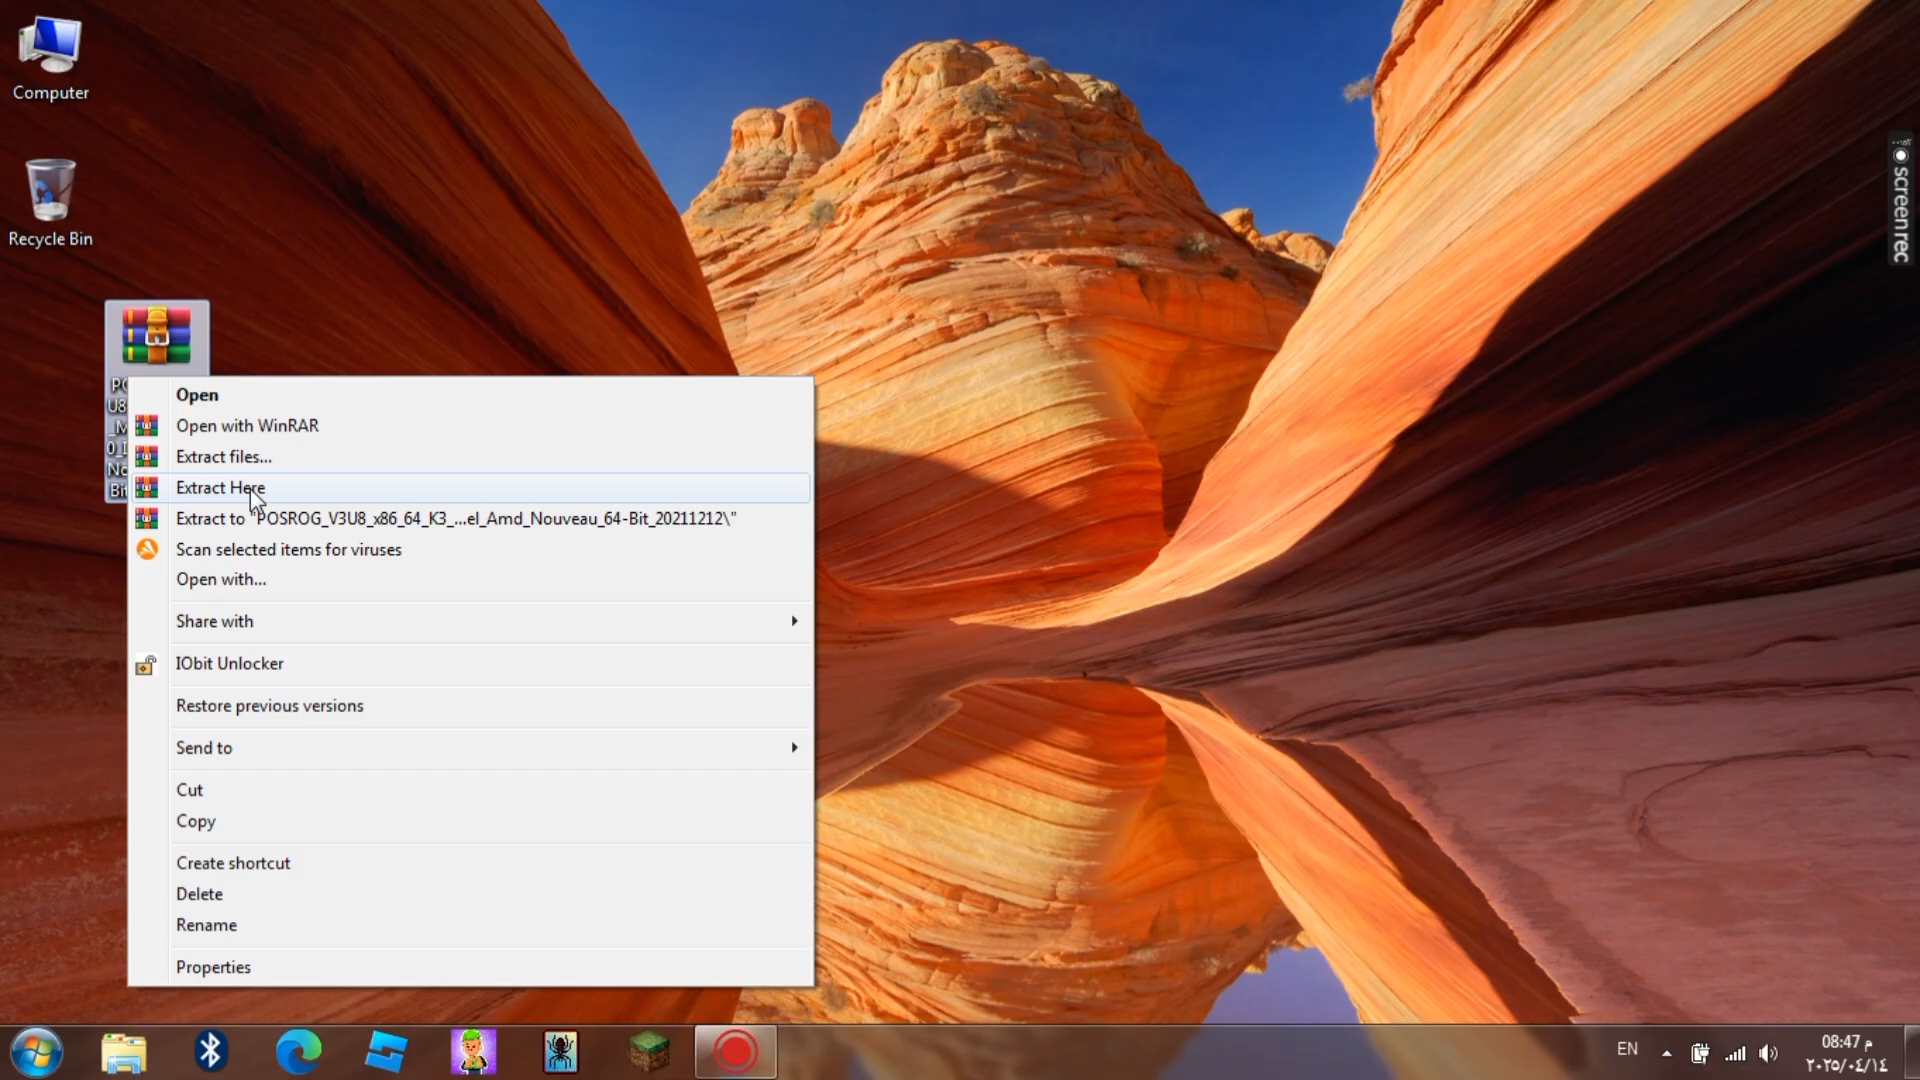 Computer
Recycle Bin
Open
Open with WinRAR
Extract files...
Extract Here
Extract to "POSROG_V3U8_x86_64_K3_...el_Amd_Nouveau_64-Bit_20211212\"
Scan selected items for viruses
Open with...
Share with
IObit Unlocker
Restore previous versions
Send to
Cut
Copy
Create shortcut
Delete
Rename
Properties
screenrec
EN
08:47 م
٢٠٢٥/٠٤/١٤